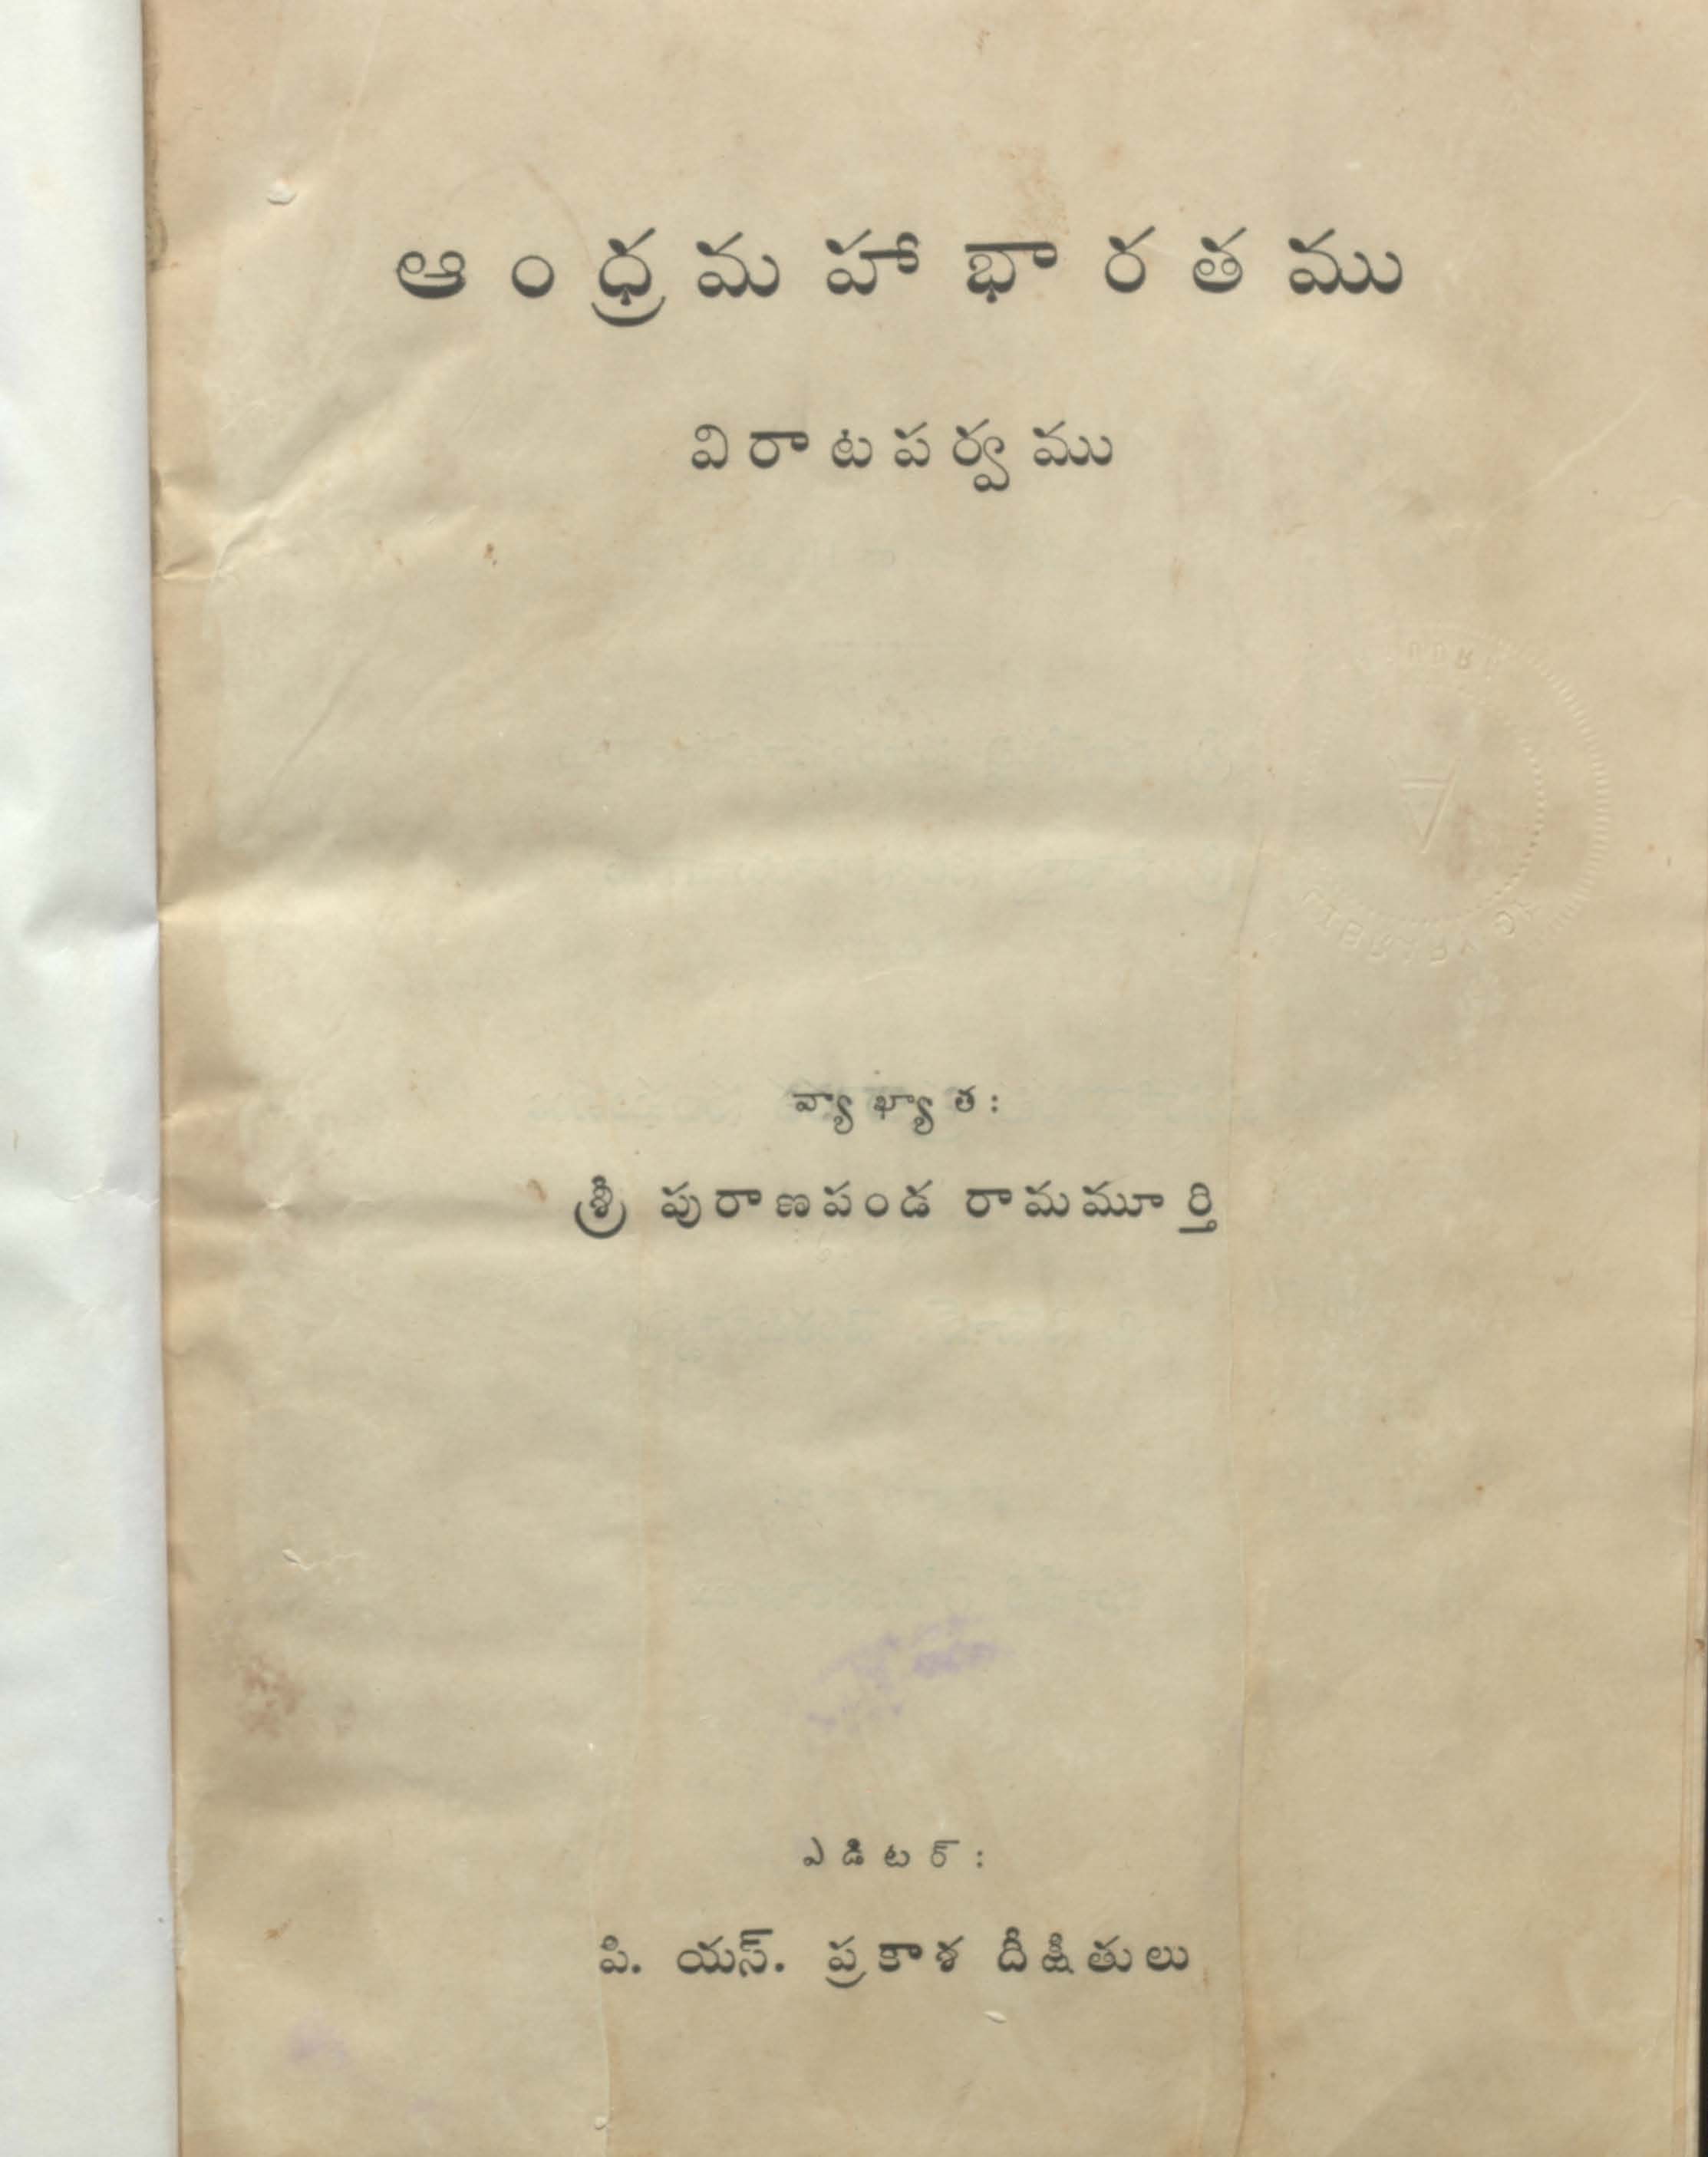 ఆంధ్రమహాభారతము
విరాటపర్వము
వ్యాఖ్యాత :
శ్రీ పురాణపండ రామమూర్తి
ఎడిటర్ :
పి. యస్. ప్రకాశ దీక్షితులు